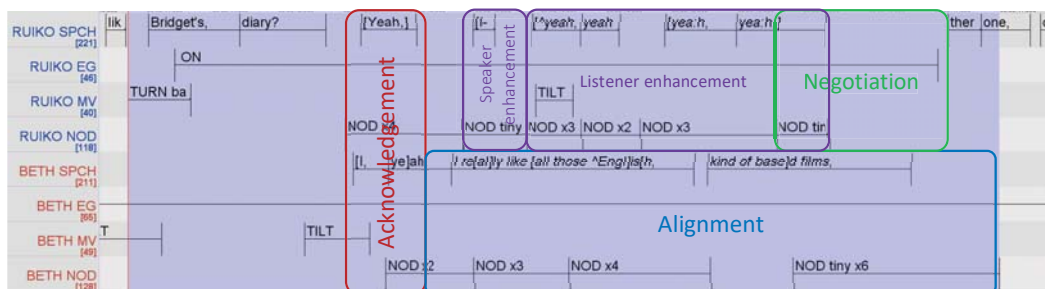 RUIKO SPCH [221] lik Bridget's, diary? [Yeah,] [I- [^yeah, yeah [yea:h, yea:h] ther one,
RUIKO EG [46] ON
RUIKO MV [40] TURN ba TILT
RUIKO NOD [118] NOD x4 NOD tiny NOD x3 NOD x2 NOD x3 NOD tin
BETH SPCH [211] [I, ye]ah I re[al]ly like [all those ^Engl]is[h, kind of base]d films,
BETH EG [65]
BETH MV [49] T TILT
BETH NOD [128] NOD x2 NOD x3 NOD x4 NOD tiny x6
Acknowledgement
Speaker enhancement
Listener enhancement
Negotiation
Alignment